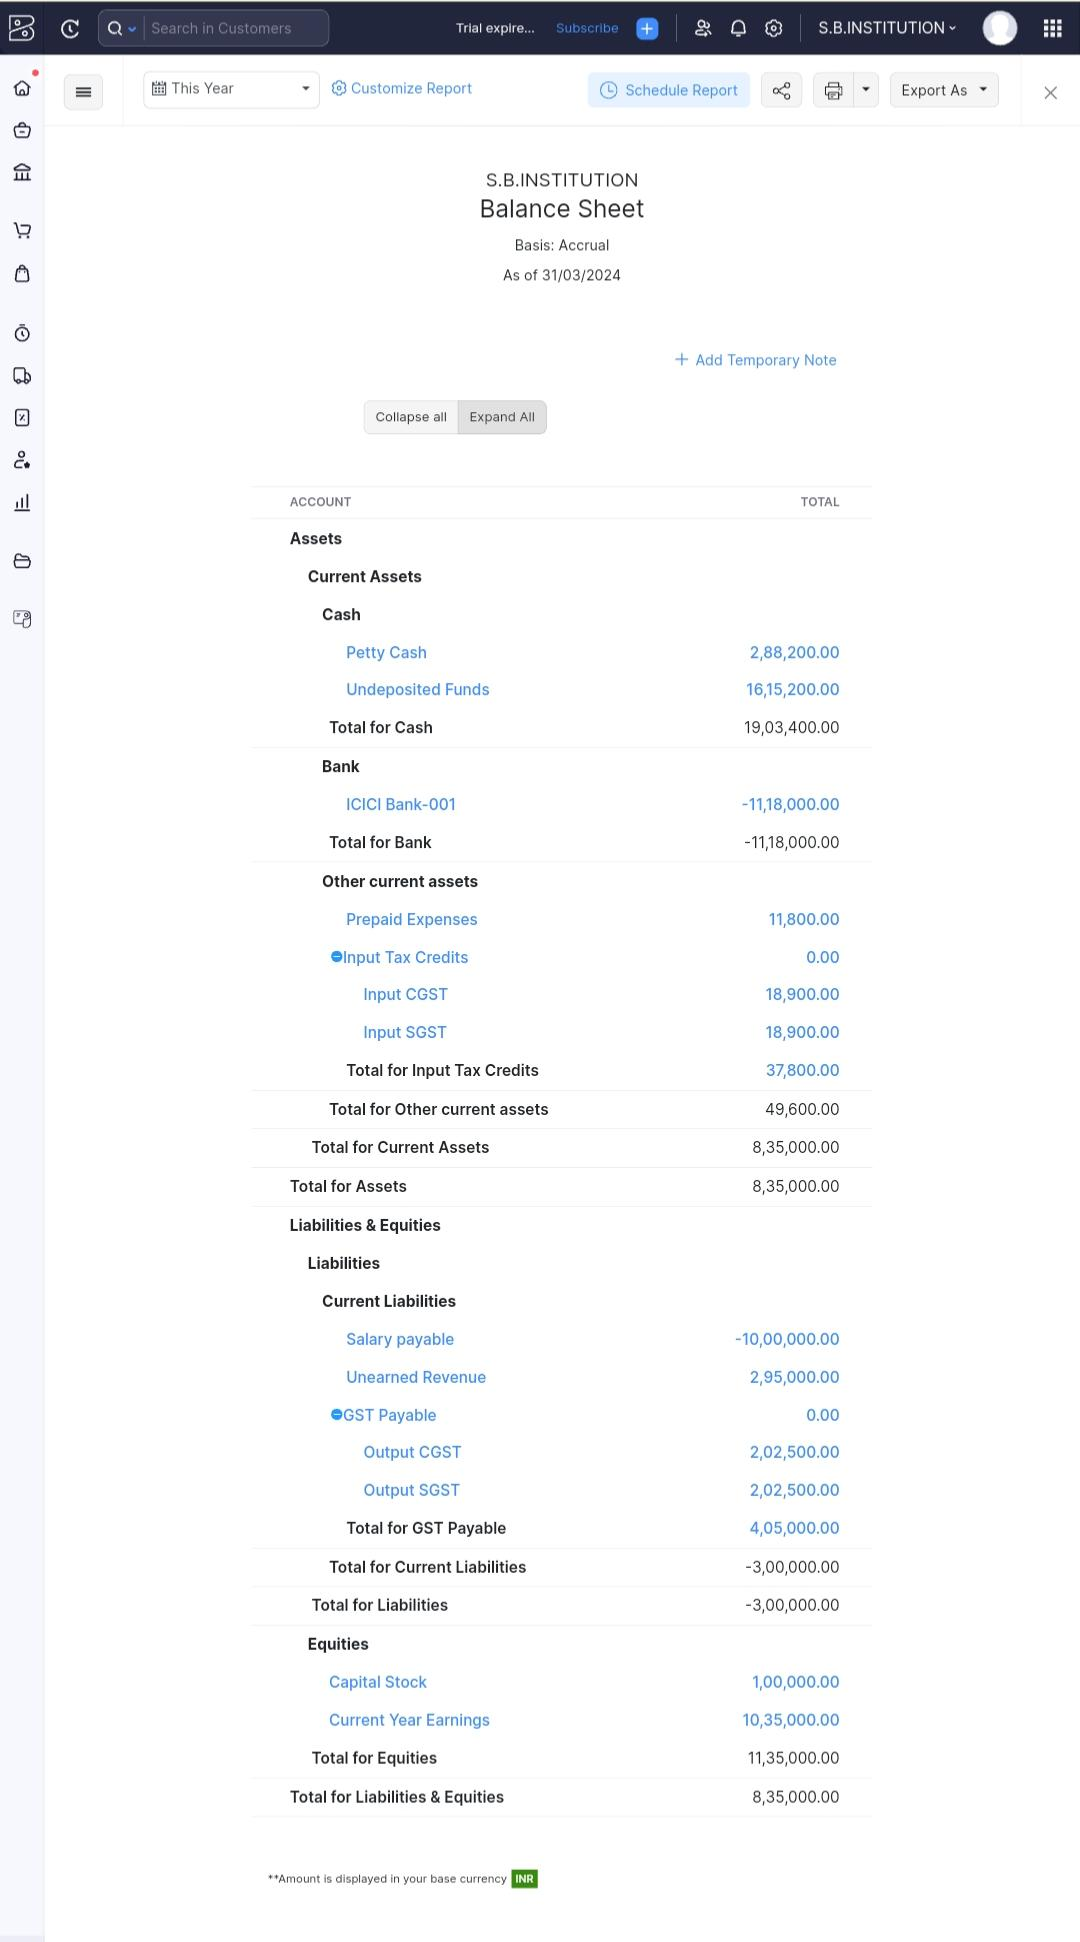 Search in Customers
Trial expire...
Subscribe
S.B.INSTITUTION
This Year
Customize Report
Schedule Report
Export As
S.B.INSTITUTION
Balance Sheet
Basis: Accrual
As of 31/03/2024
+ Add Temporary Note
Collapse all
Expand All
ACCOUNT TOTAL
Assets
Current Assets
Cash
Petty Cash 2,88,200.00
Undeposited Funds 16,15,200.00
Total for Cash 19,03,400.00
Bank
ICICI Bank-001 -11,18,000.00
Total for Bank -11,18,000.00
Other current assets
Prepaid Expenses 11,800.00
Input Tax Credits 0.00
Input CGST 18,900.00
Input SGST 18,900.00
Total for Input Tax Credits 37,800.00
Total for Other current assets 49,600.00
Total for Current Assets 8,35,000.00
Total for Assets 8,35,000.00
Liabilities & Equities
Liabilities
Current Liabilities
Salary payable -10,00,000.00
Unearned Revenue 2,95,000.00
GST Payable 0.00
Output CGST 2,02,500.00
Output SGST 2,02,500.00
Total for GST Payable 4,05,000.00
Total for Current Liabilities -3,00,000.00
Total for Liabilities -3,00,000.00
Equities
Capital Stock 1,00,000.00
Current Year Earnings 10,35,000.00
Total for Equities 11,35,000.00
Total for Liabilities & Equities 8,35,000.00
**Amount is displayed in your base currency INR